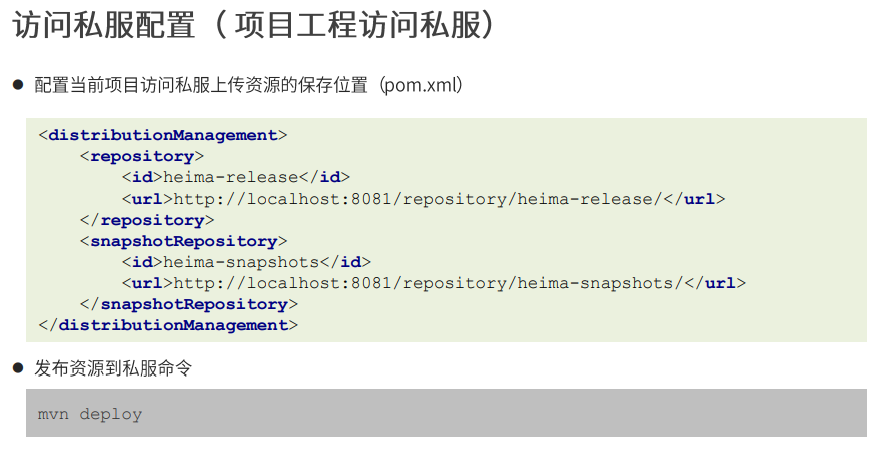 访问私服配置（ 项目工程访问私服）
● 配置当前项目访问私服上传资源的保存位置（pom.xml）
<distributionManagement>
    <repository>
        <id>heima-release</id>
        <url>http://localhost:8081/repository/heima-release/</url>
    </repository>
    <snapshotRepository>
        <id>heima-snapshots</id>
        <url>http://localhost:8081/repository/heima-snapshots/</url>
    </snapshotRepository>
</distributionManagement>
● 发布资源到私服命令
mvn deploy